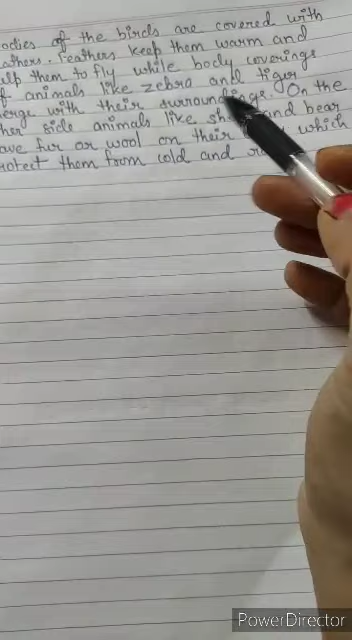 odies of the birds are covered with
athers. Feathers keep them warm and
elp them to fly while body coverings
f animals like zebra and tiger
erge with their surroundings. On the
her side animals like and bear
ave fur or wool on their which
rotect them from cold and
PowerDirector